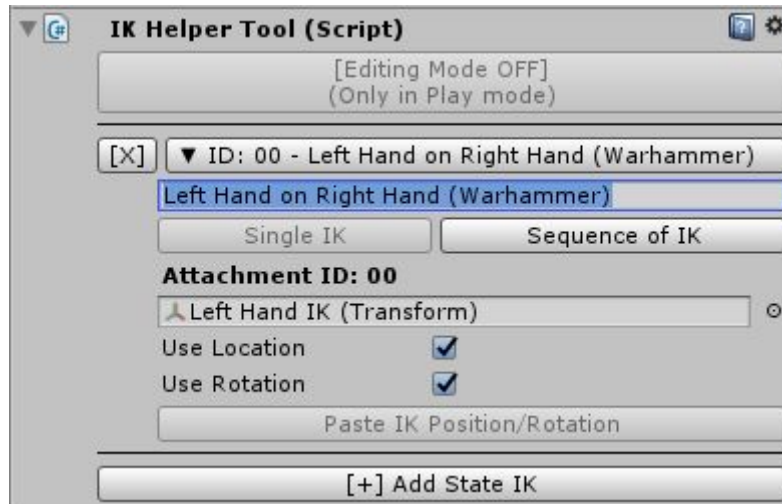 IK Helper Tool (Script)
[Editing Mode OFF]
(Only in Play mode)
[X] ▼ ID: 00 - Left Hand on Right Hand (Warhammer)
Left Hand on Right Hand (Warhammer)
Single IK Sequence of IK
Attachment ID: 00
Left Hand IK (Transform)
Use Location
Use Rotation
Paste IK Position/Rotation
[+] Add State IK